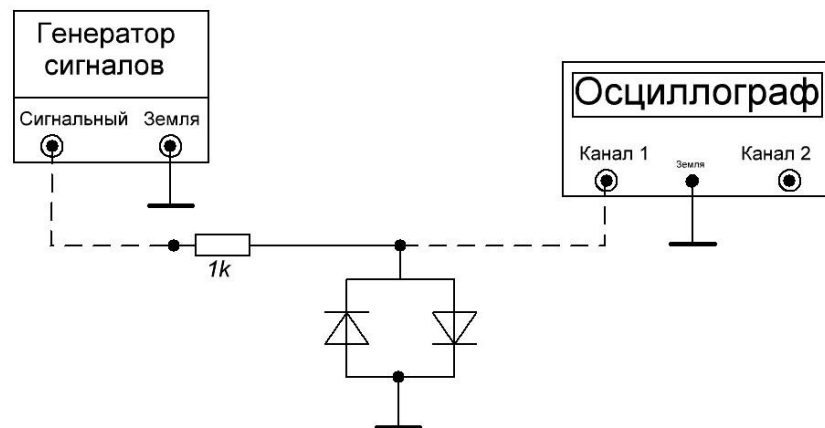 Генератор
сигналов
Сигнальный Земля
Осциллограф
Канал 1 Земля Канал 2
1k